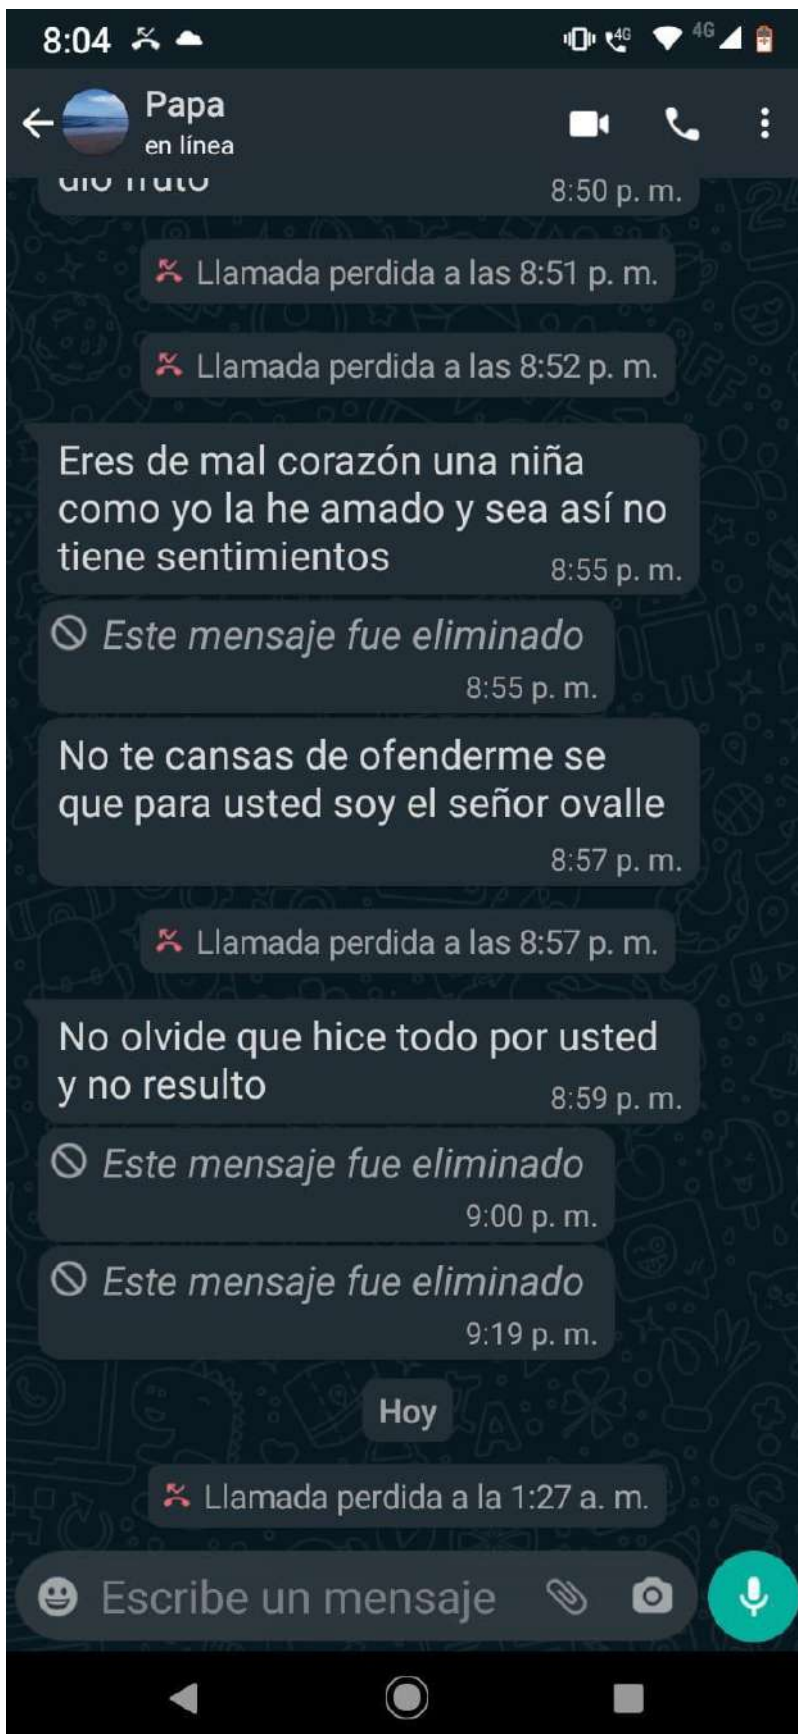 8:04
4G
4G
Papa
en línea
8:50 p. m.
Llamada perdida a las 8:51 p. m.
Llamada perdida a las 8:52 p. m.
Eres de mal corazón una niña
como yo la he amado y sea así no
tiene sentimientos
8:55 p. m.
Este mensaje fue eliminado
8:55 p. m.
No te cansas de ofenderme se
que para usted soy el señor ovalle
8:57 p. m.
Llamada perdida a las 8:57 p. m.
No olvide que hice todo por usted
y no resulto
8:59 p. m.
Este mensaje fue eliminado
9:00 p. m.
Este mensaje fue eliminado
9:19 p. m.
Hoy
Llamada perdida a la 1:27 a. m.
Escribe un mensaje